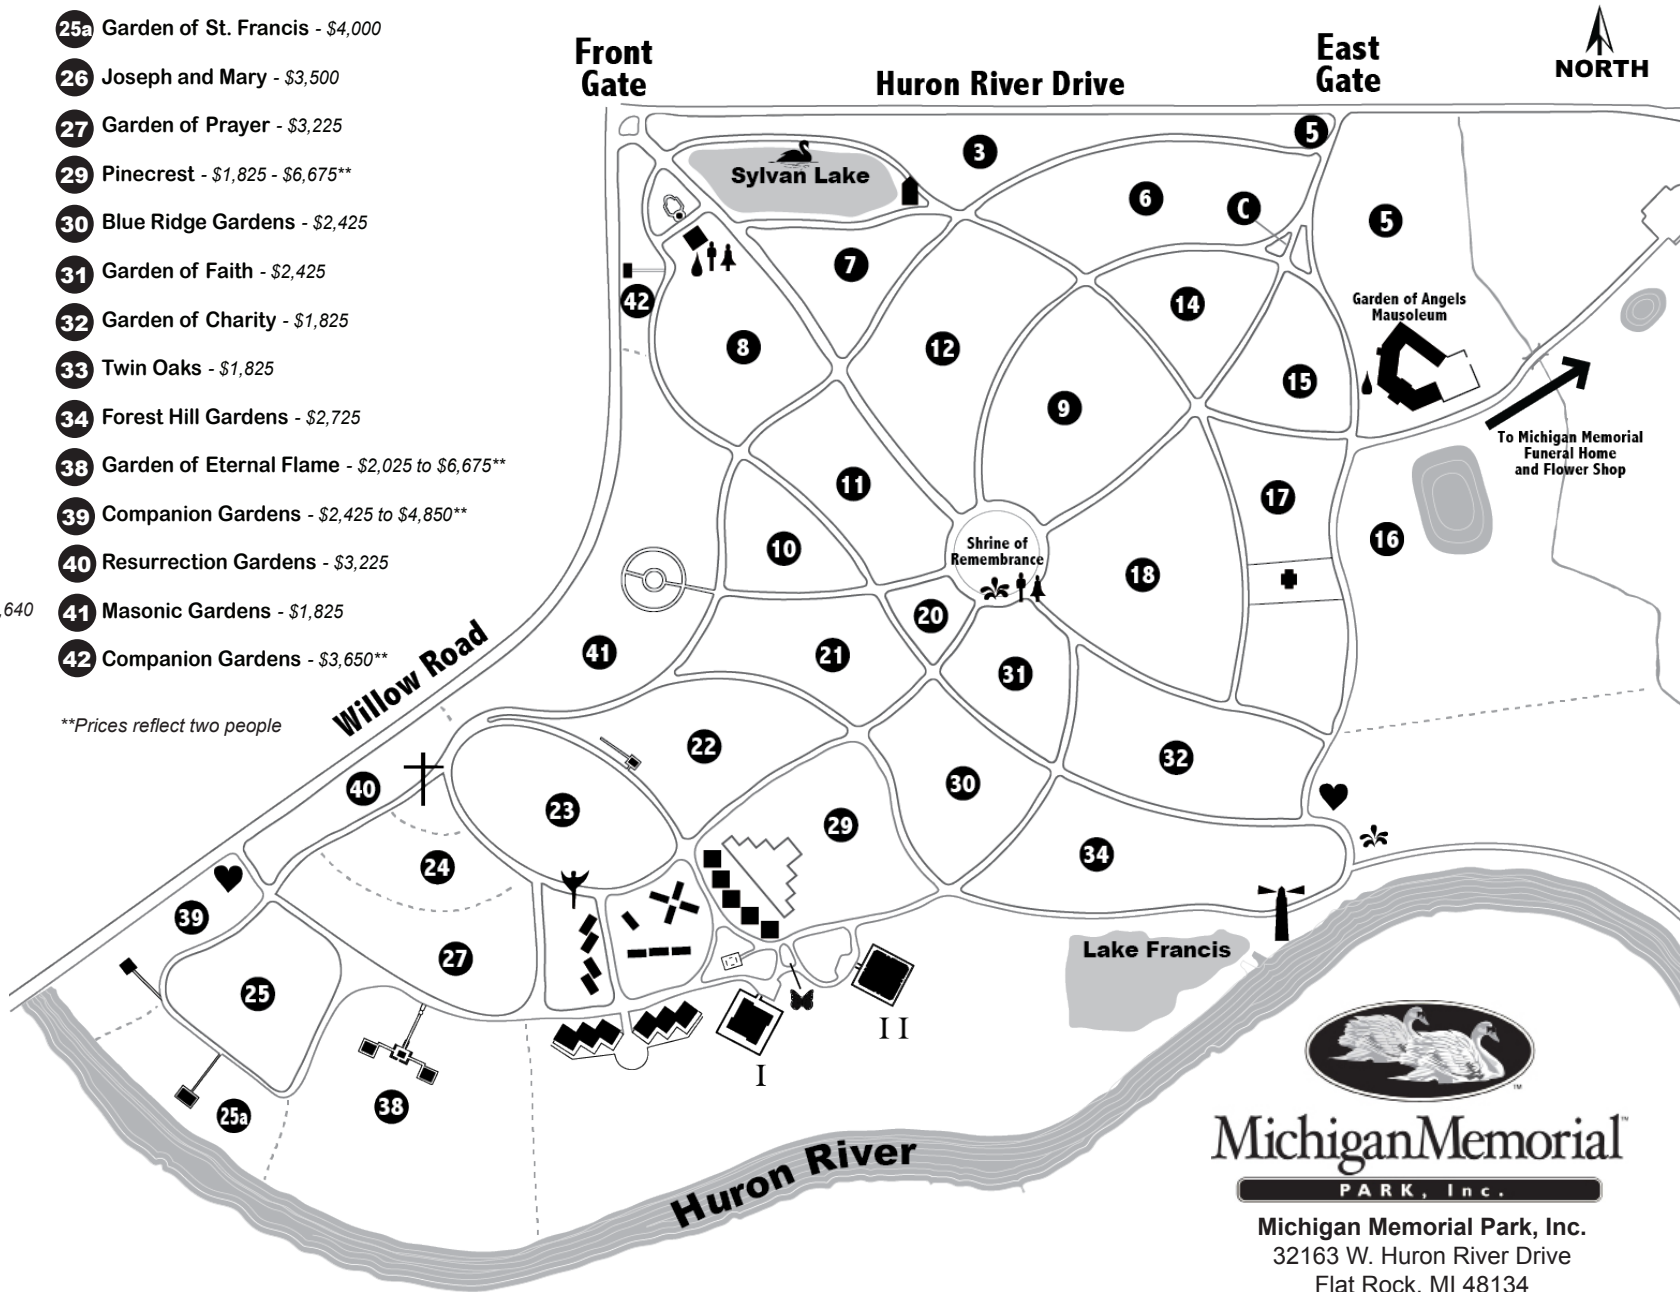 25a Garden of St. Francis - $4,000
26 Joseph and Mary - $3,500
27 Garden of Prayer - $3,225
29 Pinecrest - $1,825 - $6,675**
30 Blue Ridge Gardens - $2,425
31 Garden of Faith - $2,425
32 Garden of Charity - $1,825
33 Twin Oaks - $1,825
34 Forest Hill Gardens - $2,725
38 Garden of Eternal Flame - $2,025 to $6,675**
39 Companion Gardens - $2,425 to $4,850**
40 Resurrection Gardens - $3,225
,640
41 Masonic Gardens - $1,825
42 Companion Gardens - $3,650**
**Prices reflect two people
Front
Gate
Huron River Drive
East
Gate
NORTH
5
3
Sylvan Lake
6
C
5
7
42
14
Garden of Angels
Mausoleum
8
12
15
9
To Michigan Memorial
Funeral Home
and Flower Shop
11
17
16
10
Shrine of
Remembrance
18
20
41
21
31
Willow Road
22
32
40
23
30
29
24
34
39
27
25
Lake Francis
II
I
38
25a
Huron River
TM
MichiganMemorial™
PARK, Inc.
Michigan Memorial Park, Inc.
32163 W. Huron River Drive
Flat Rock, MI 48134